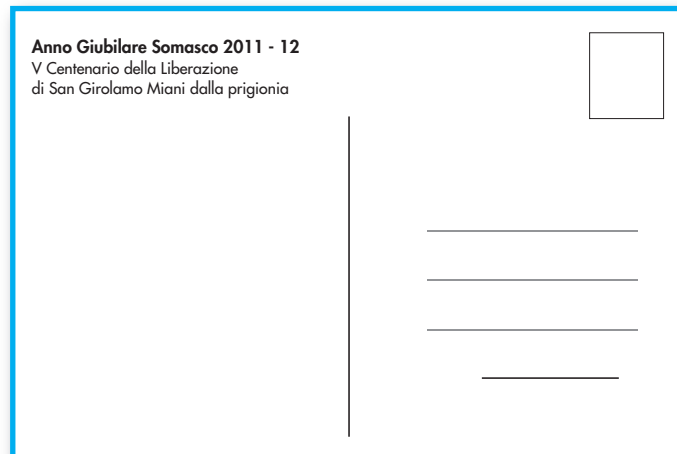 Anno Giubilare Somasco 2011 - 12
V Centenario della Liberazione
di San Girolamo Miani dalla prigionia